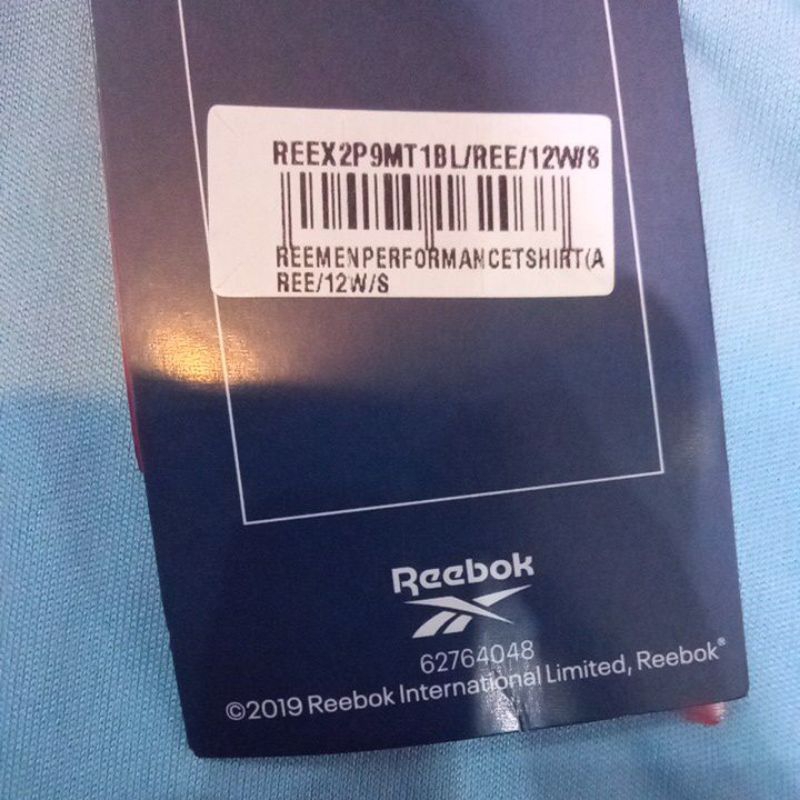 REEX2P9MT1BL/REE/12W/S
REEMENPERFORMANCETSHIRT(A
REE/12W/S
Reebok
62764048
©2019 Reebok International Limited, Reebok®